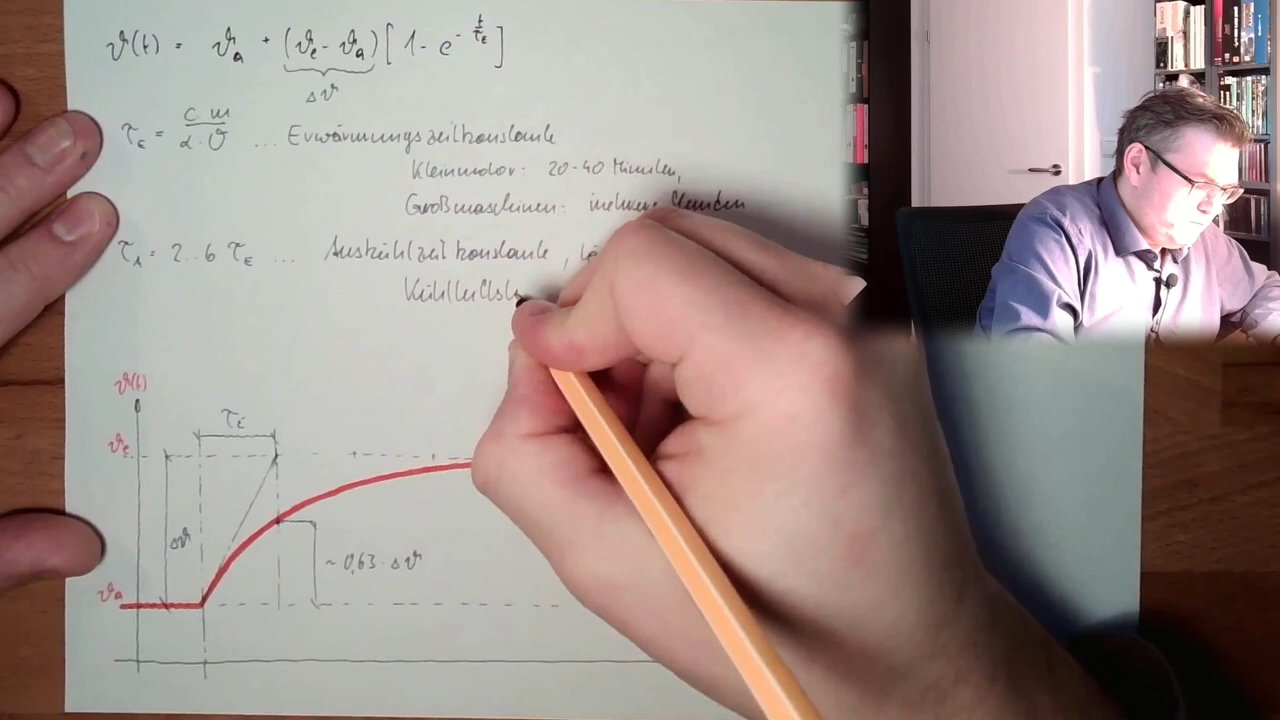 ϑ(t) = ϑa + (ϑe - ϑa) [ 1 - e^- t/τE ]
Δϑ
τE = c m / α · O ... Erwärmungszeitkonstante
Kleinmotor: 20-40 Minuten,
Großmaschinen: mehrere Stunden
τA = 2..6 τE ... Auskühlzeitkonstante,
ϑ(t)
τE
ϑe
Δϑ
~ 0,63 · Δϑ
ϑa